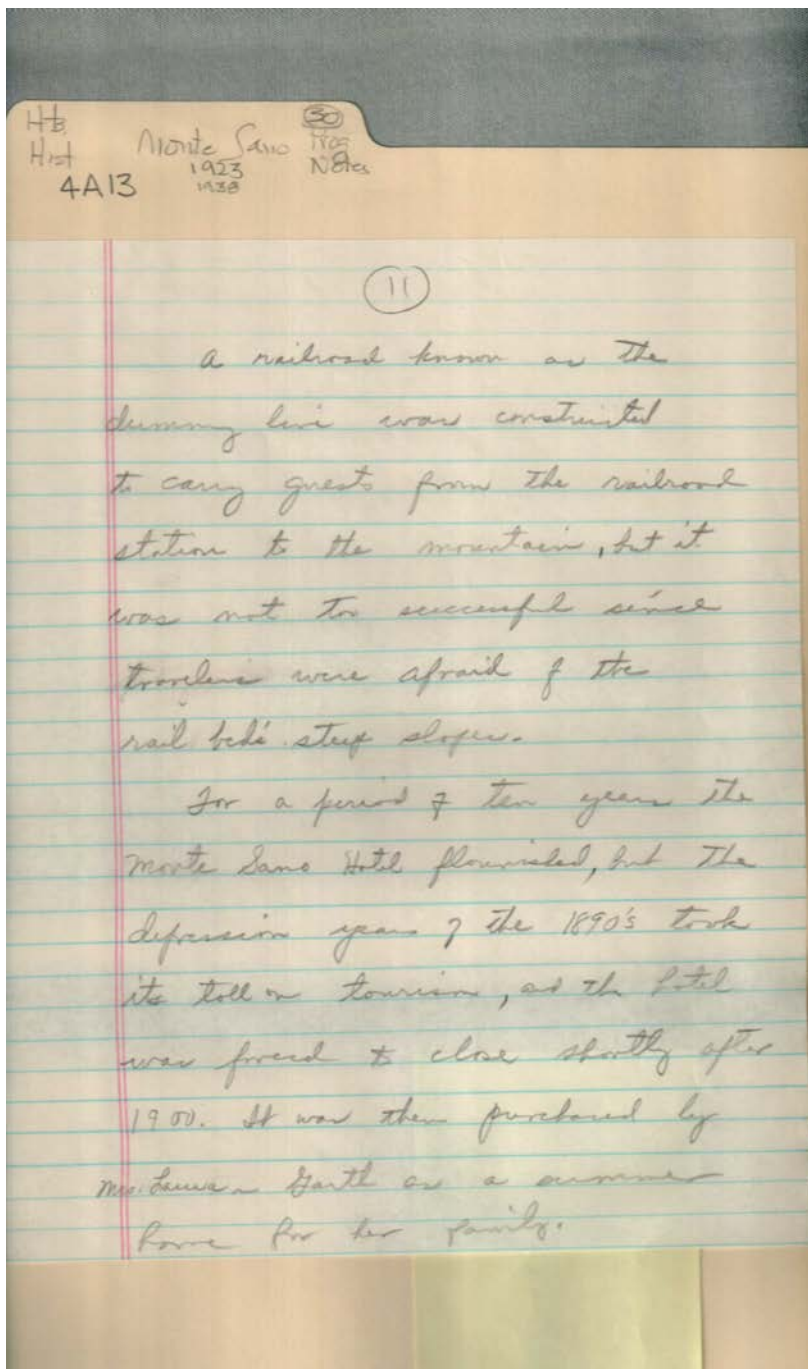 Htb.
Hist
4A13
Monte Sano
1923
1938
30
Notes
11
A railroad known as the
dummy line was constructed
to carry guests from the railroad
station to the mountain, but it
was not too successful since
travelers were afraid of the
rail bed's steep slopes.
For a period of ten years the
Monte Sano Hotel flourished, but the
depression years of the 1890's took
its toll on tourism, and the hotel
was forced to close shortly after
1900. It was then purchased by
Mrs. Garth as a summer
home for her family.